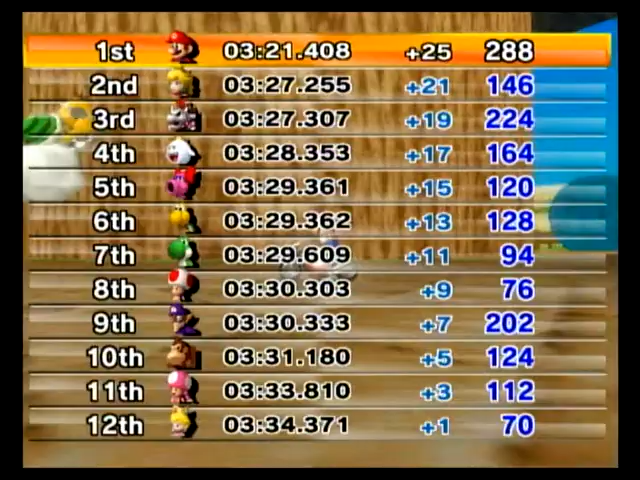 1st 03:21.408 +25 288
2nd 03:27.255 +21 146
3rd 03:27.307 +19 224
4th 03:28.353 +17 164
5th 03:29.361 +15 120
6th 03:29.362 +13 128
7th 03:29.609 +11 94
8th 03:30.303 +9 76
9th 03:30.333 +7 202
10th 03:31.180 +5 124
11th 03:33.810 +3 112
12th 03:34.371 +1 70